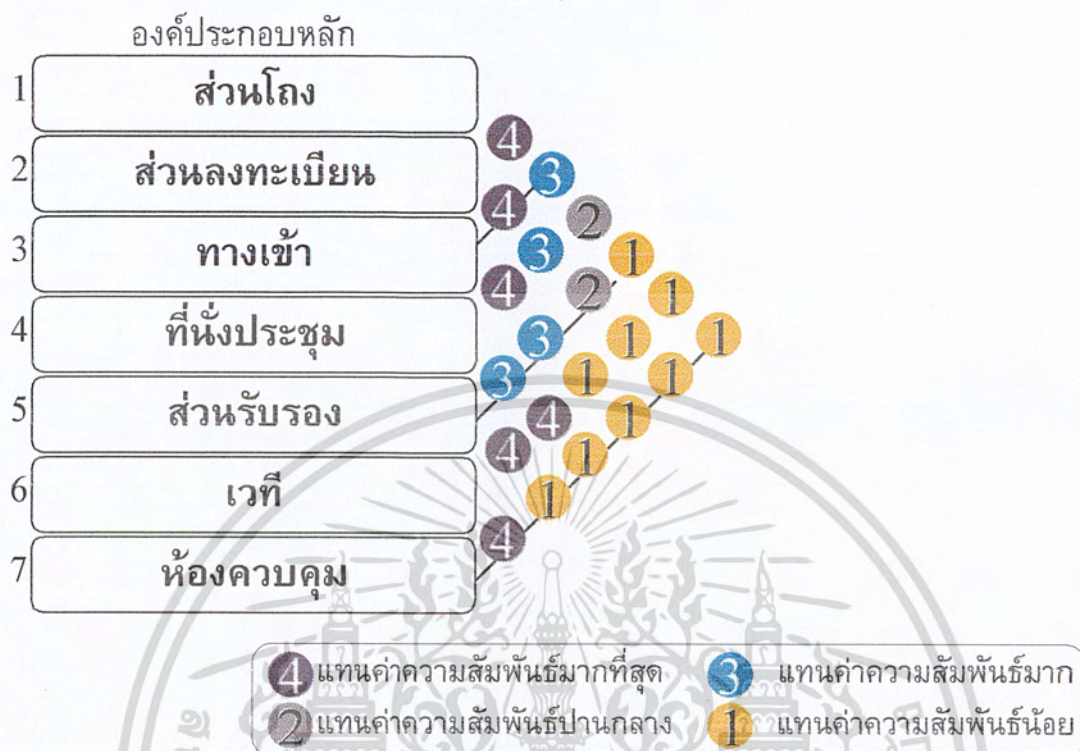 องค์ประกอบหลัก
1 ส่วนโถง
4
2 ส่วนลงทะเบียน
3
4
2
3 ทางเข้า
3
1
4
2
1
4 ที่นั่งประชุม
3
1
1
3
1
1
5 ส่วนรับรอง
4
1
4
1
6 เวที
1
4
7 ห้องควบคุม
4 แทนค่าความสัมพันธ์มากที่สุด 3 แทนค่าความสัมพันธ์มาก
2 แทนค่าความสัมพันธ์ปานกลาง 1 แทนค่าความสัมพันธ์น้อย